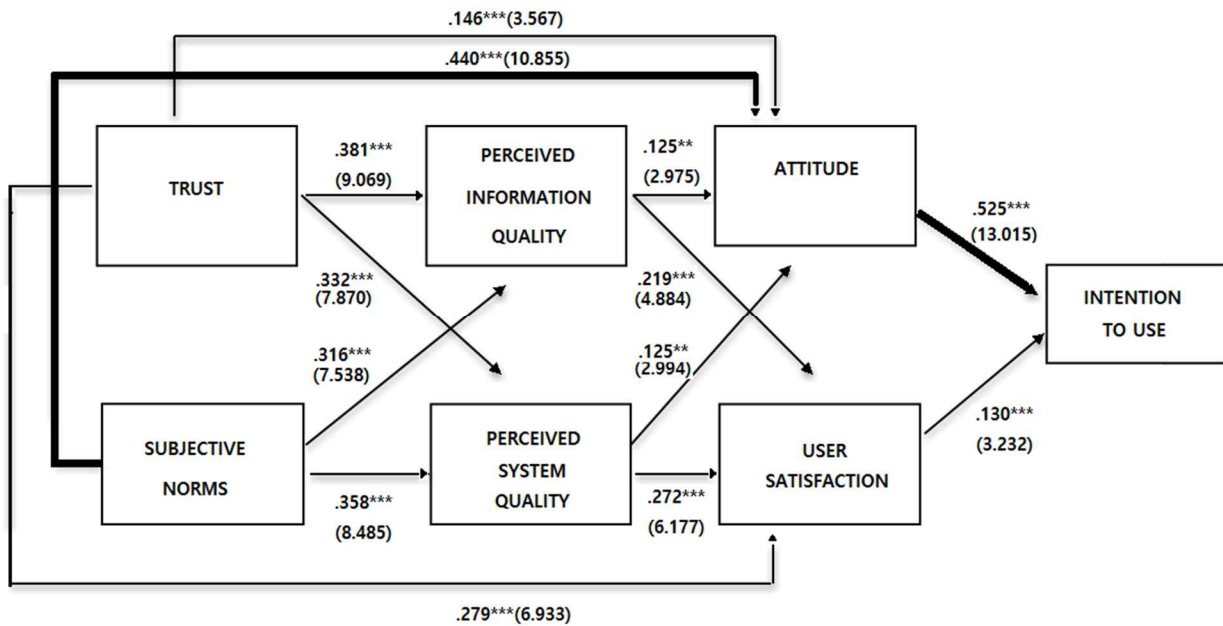 .146***(3.567)
.440***(10.855)
TRUST
.381***
(9.069)
PERCEIVED
INFORMATION
QUALITY
.125**
(2.975)
ATTITUDE
.525***
(13.015)
.332***
(7.870)
.219***
(4.884)
INTENTION
TO USE
.316***
(7.538)
.125**
(2.994)
SUBJECTIVE
NORMS
.358***
(8.485)
PERCEIVED
SYSTEM
QUALITY
.272***
(6.177)
USER
SATISFACTION
.130***
(3.232)
.279***(6.933)